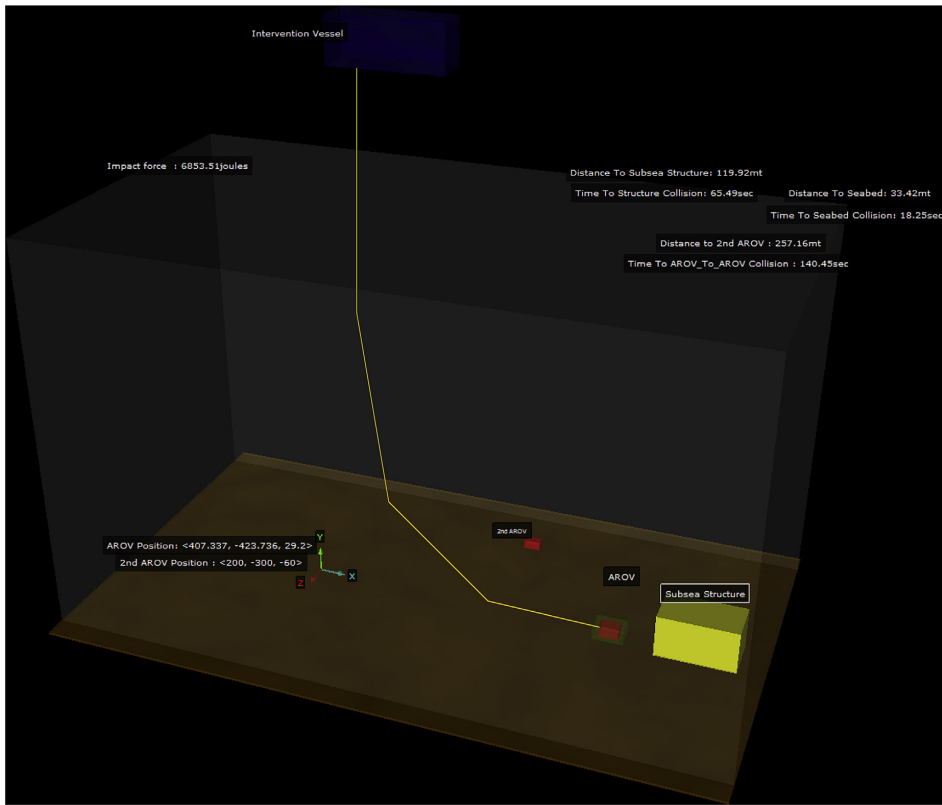 Intervention Vessel
Impact force : 6853.51joules
Distance To Subsea Structure: 119.92mt
Time To Structure Collision: 65.49sec
Distance To Seabed: 33.42mt
Time To Seabed Collision: 18.25sec
Distance to 2nd AROV : 257.16mt
Time To AROV_To_AROV Collision : 140.45sec
2nd AROV
AROV Position: <407.337, -423.736, 29.2>
2nd AROV Position : <200, -300, -60>
Y
X
Z
AROV
Subsea Structure